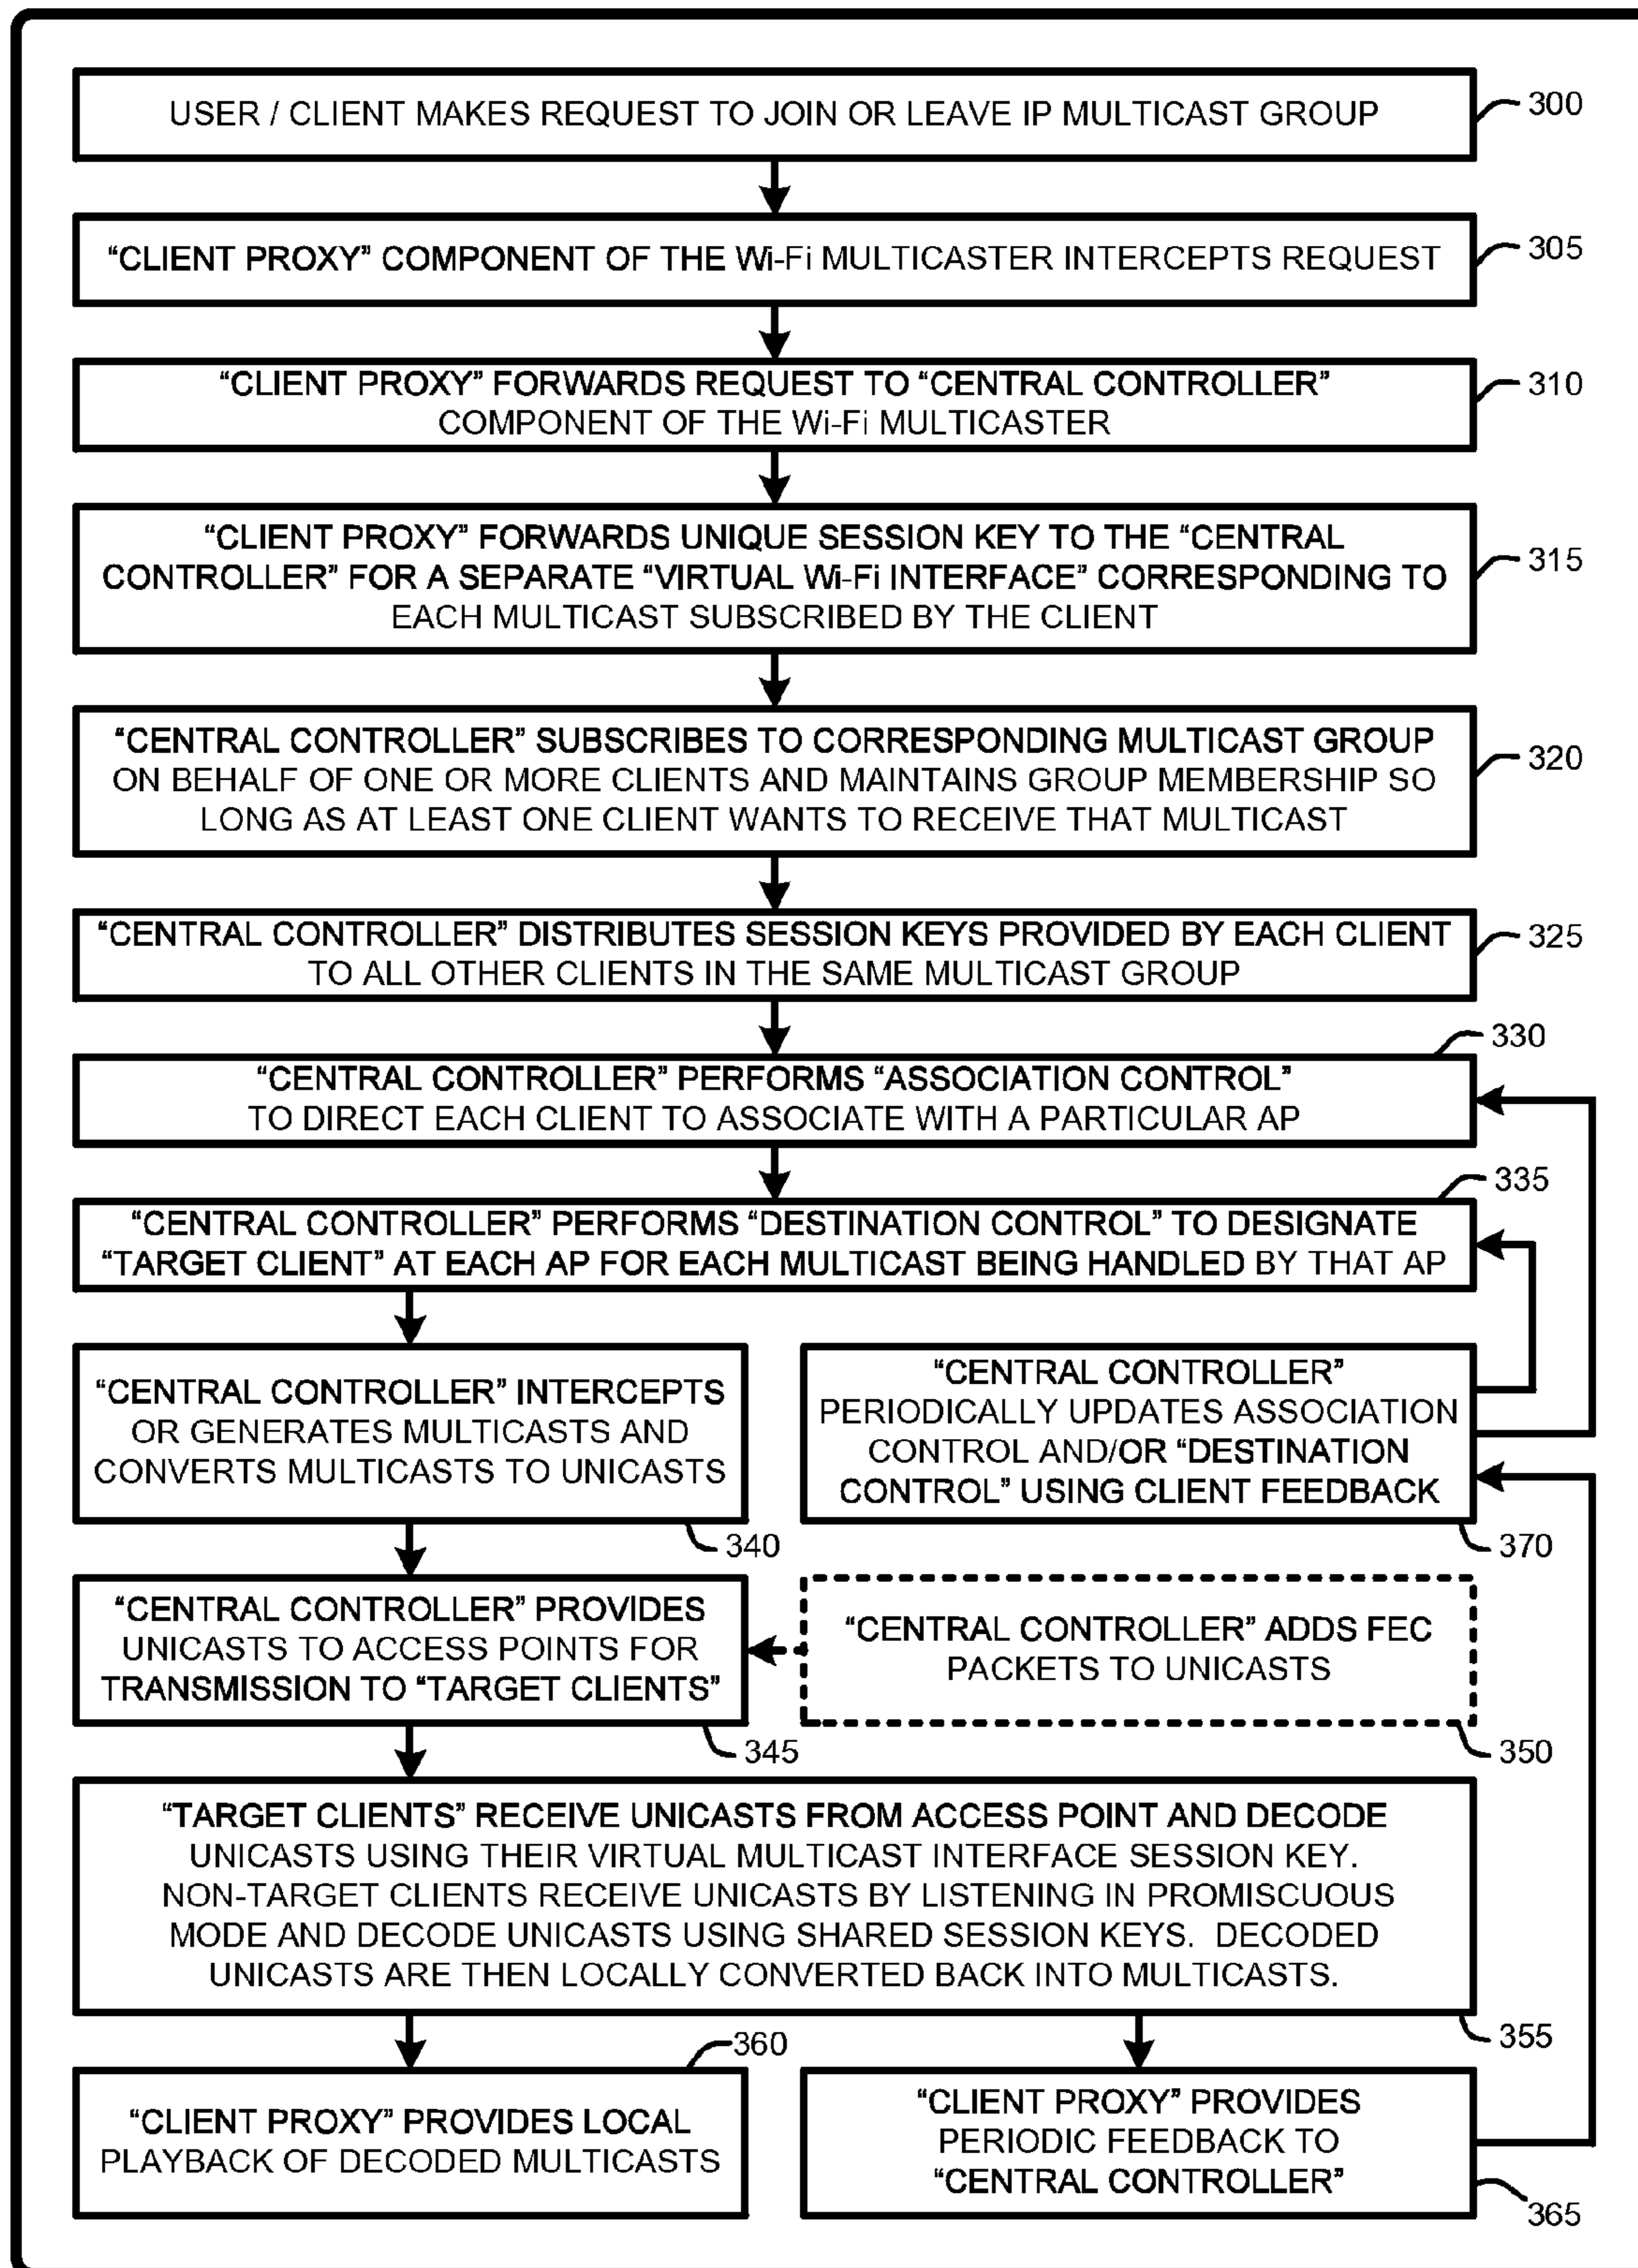 USER / CLIENT MAKES REQUEST TO JOIN OR LEAVE IP MULTICAST GROUP
300
“CLIENT PROXY” COMPONENT OF THE Wi-Fi MULTICASTER INTERCEPTS REQUEST
305
“CLIENT PROXY” FORWARDS REQUEST TO “CENTRAL CONTROLLER”
COMPONENT OF THE Wi-Fi MULTICASTER
310
“CLIENT PROXY” FORWARDS UNIQUE SESSION KEY TO THE “CENTRAL
CONTROLLER” FOR A SEPARATE “VIRTUAL Wi-Fi INTERFACE” CORRESPONDING TO
EACH MULTICAST SUBSCRIBED BY THE CLIENT
315
“CENTRAL CONTROLLER” SUBSCRIBES TO CORRESPONDING MULTICAST GROUP
ON BEHALF OF ONE OR MORE CLIENTS AND MAINTAINS GROUP MEMBERSHIP SO
LONG AS AT LEAST ONE CLIENT WANTS TO RECEIVE THAT MULTICAST
320
“CENTRAL CONTROLLER” DISTRIBUTES SESSION KEYS PROVIDED BY EACH CLIENT
TO ALL OTHER CLIENTS IN THE SAME MULTICAST GROUP
325
330
“CENTRAL CONTROLLER” PERFORMS “ASSOCIATION CONTROL”
TO DIRECT EACH CLIENT TO ASSOCIATE WITH A PARTICULAR AP
335
“CENTRAL CONTROLLER” PERFORMS “DESTINATION CONTROL” TO DESIGNATE
“TARGET CLIENT” AT EACH AP FOR EACH MULTICAST BEING HANDLED BY THAT AP
“CENTRAL CONTROLLER” INTERCEPTS
OR GENERATES MULTICASTS AND
CONVERTS MULTICASTS TO UNICASTS
340
“CENTRAL CONTROLLER”
PERIODICALLY UPDATES ASSOCIATION
CONTROL AND/OR “DESTINATION
CONTROL” USING CLIENT FEEDBACK
370
“CENTRAL CONTROLLER” PROVIDES
UNICASTS TO ACCESS POINTS FOR
TRANSMISSION TO “TARGET CLIENTS”
345
“CENTRAL CONTROLLER” ADDS FEC
PACKETS TO UNICASTS
350
“TARGET CLIENTS” RECEIVE UNICASTS FROM ACCESS POINT AND DECODE
UNICASTS USING THEIR VIRTUAL MULTICAST INTERFACE SESSION KEY.
NON-TARGET CLIENTS RECEIVE UNICASTS BY LISTENING IN PROMISCUOUS
MODE AND DECODE UNICASTS USING SHARED SESSION KEYS. DECODED
UNICASTS ARE THEN LOCALLY CONVERTED BACK INTO MULTICASTS.
355
360
“CLIENT PROXY” PROVIDES LOCAL
PLAYBACK OF DECODED MULTICASTS
“CLIENT PROXY” PROVIDES
PERIODIC FEEDBACK TO
“CENTRAL CONTROLLER”
365